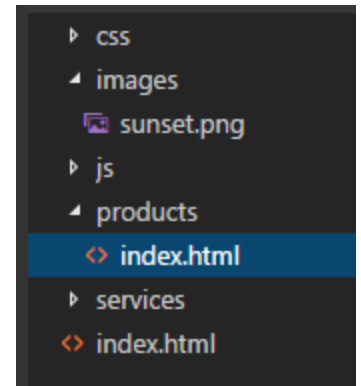 css
images
sunset.png
js
products
index.html
services
index.html